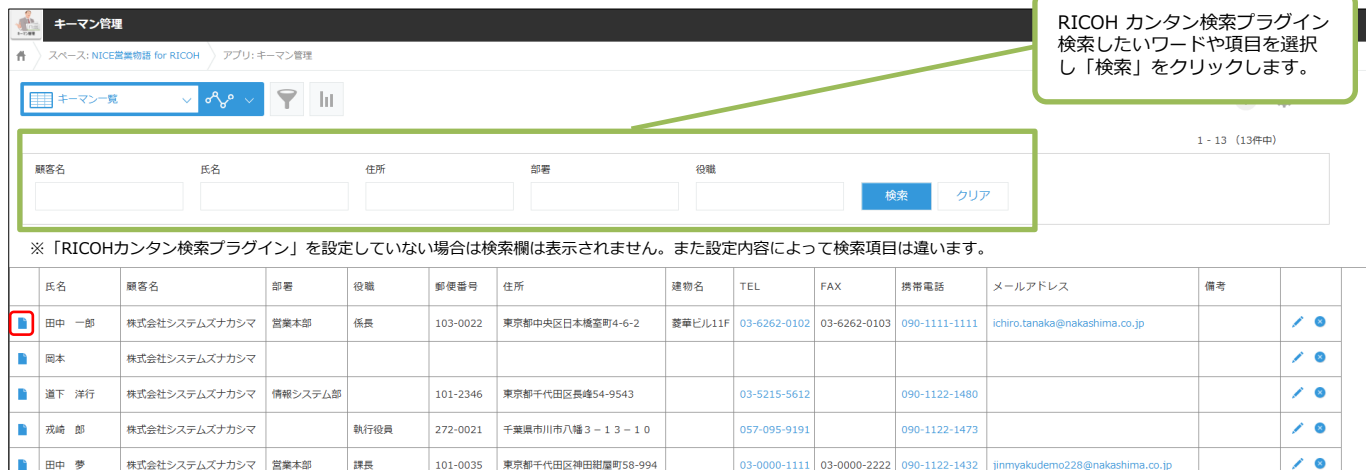 キーマン管理
RICOH カンタン検索プラグイン
検索したいワードや項目を選択
し「検索」をクリックします。
スペース: NICE営業物語 for RICOH アプリ: キーマン管理
キーマン一覧
1 - 13 （13件中）
顧客名 氏名 住所 部署 役職
検索 クリア
※「RICOHカンタン検索プラグイン」を設定していない場合は検索欄は表示されません。また設定内容によって検索項目は違います。
氏名 顧客名 部署 役職 郵便番号 住所 建物名 TEL FAX 携帯電話 メールアドレス 備考
田中　一郎 株式会社システムズナカシマ 営業本部 係長 103-0022 東京都中央区日本橋室町4-6-2 菱華ビル11F 03-6262-0102 03-6262-0103 090-1111-1111 ichiro.tanaka@nakashima.co.jp
岡本 株式会社システムズナカシマ
道下　洋行 株式会社システムズナカシマ 情報システム部 101-2346 東京都千代田区長峰54-9543 03-5215-5612 090-1122-1480
戎崎　郎 株式会社システムズナカシマ 執行役員 272-0021 千葉県市川市八幡３－１３－１０ 057-095-9191 090-1122-1473
田中　夢 株式会社システムズナカシマ 営業本部 課長 101-0035 東京都千代田区神田紺屋町58-994 03-0000-1111 03-0000-2222 090-1122-1432 jinmyakudemo228@nakashima.co.jp